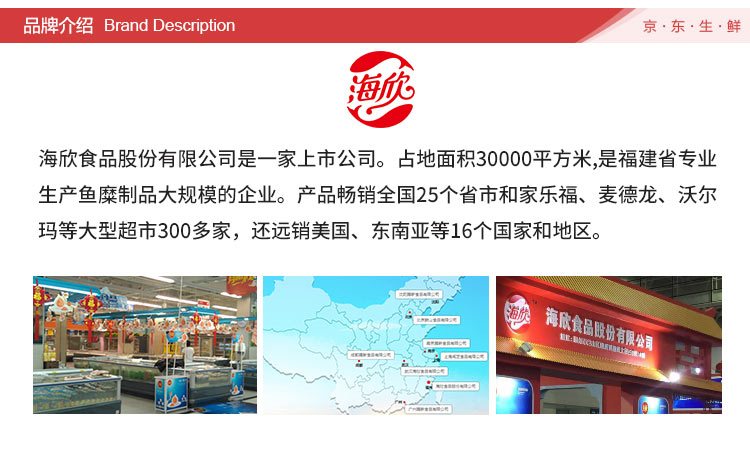 品牌介绍 Brand Description
京·东·生·鲜
海欣
海欣食品股份有限公司是一家上市公司。占地面积30000平方米,是福建省专业
生产鱼糜制品大规模的企业。产品畅销全国25个省市和家乐福、麦德龙、沃尔
玛等大型超市300多家，还远销美国、东南亚等16个国家和地区。
海欣
海欣食品股份有限公司